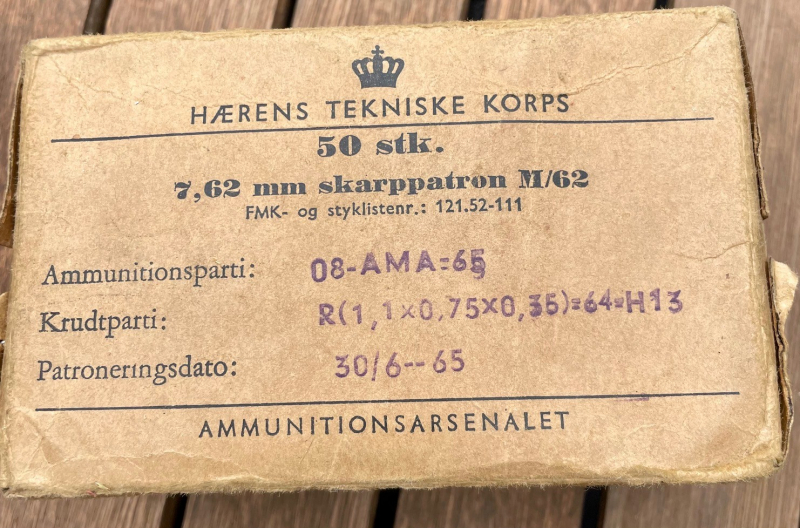 HÆRENS TEKNISKE KORPS
50 stk.
7,62 mm skarppatron M/62
FMK- og styklistenr.: 121.52-111
Ammunitionsparti: 08-AMA=65
Krudtparti: R(1,1×0,75×0,35)=64=H13
Patroneringsdato: 30/6--65
AMMUNITIONSARSENALET